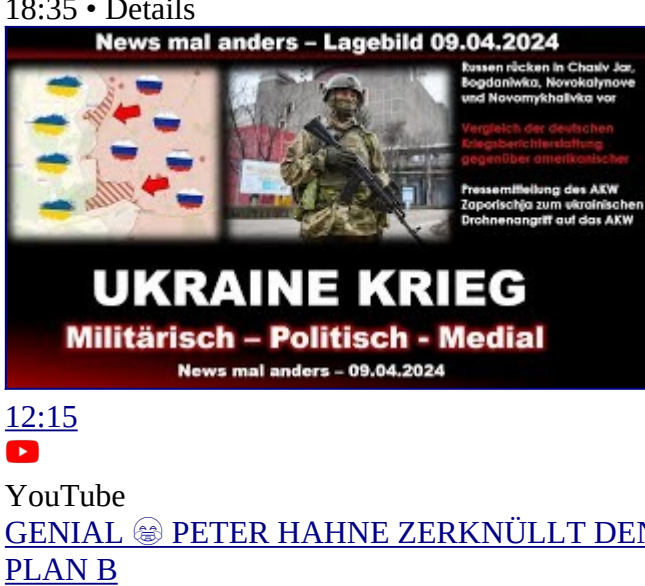 18:35 • Details
News mal anders – Lagebild 09.04.2024
Russen rücken in Chasiv Jar,
Bogdaniwka, Novokalynove
und Novomykhalivka vor
Vergleich der deutschen
Kriegsberichterstattung
gegenüber amerikanischer
Pressemitteilung des AKW
Zaporischja zum ukrainischen
Drohnenangriff auf das AKW
UKRAINE KRIEG
Militärisch – Politisch - Medial
News mal anders – 09.04.2024
12:15
YouTube
GENIAL 😂 PETER HAHNE ZERKNÜLLT DEN
PLAN B